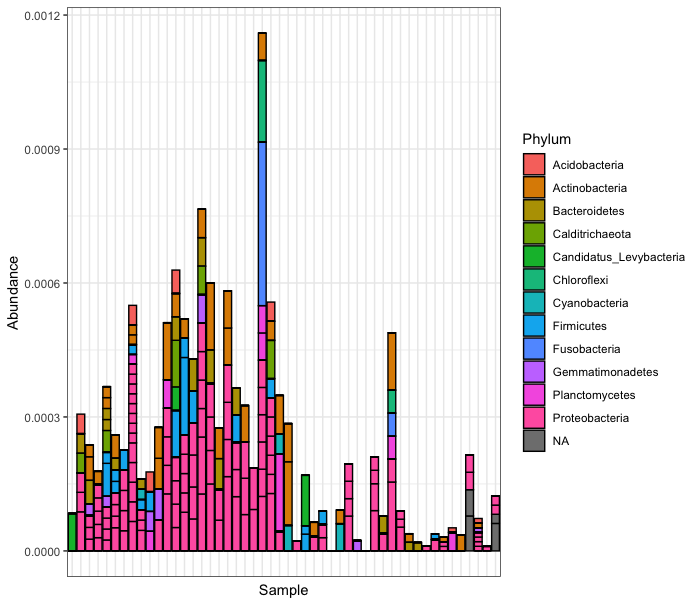 0.0012
0.0009
0.0006
0.0003
0.0000
Abundance
Sample
Phylum
Acidobacteria
Actinobacteria
Bacteroidetes
Calditrichaeota
Candidatus_Levybacteria
Chloroflexi
Cyanobacteria
Firmicutes
Fusobacteria
Gemmatimonadetes
Planctomycetes
Proteobacteria
NA